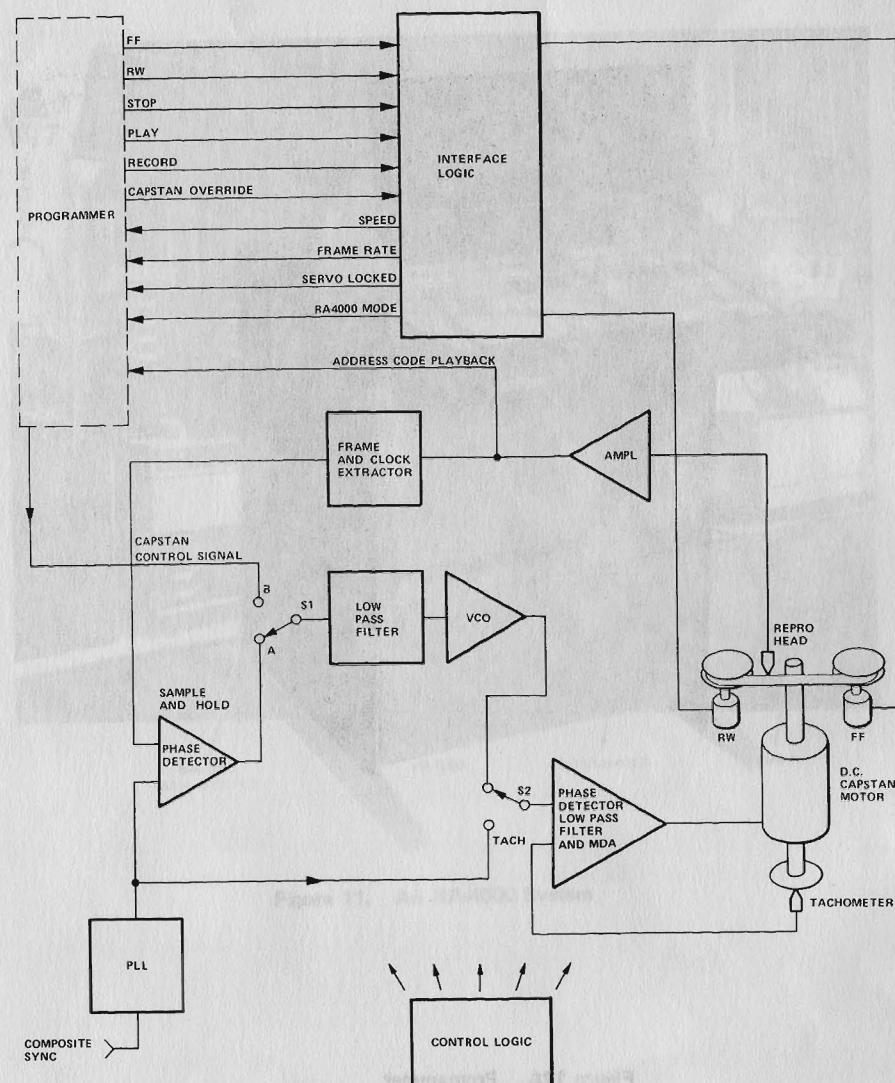 FF
RW
STOP
PLAY
RECORD
CAPSTAN OVERRIDE
SPEED
FRAME RATE
SERVO LOCKED
RA4000 MODE
PROGRAMMER
INTERFACE
LOGIC
ADDRESS CODE PLAYBACK
FRAME
AND CLOCK
EXTRACTOR
AMPL
CAPSTAN
CONTROL SIGNAL
B
S1
A
LOW
PASS
FILTER
VCO
REPRO
HEAD
RW
FF
SAMPLE
AND HOLD
PHASE
DETECTOR
S2
TACH
PHASE
DETECTOR
LOW PASS
FILTER
AND MDA
D.C.
CAPSTAN
MOTOR
TACHOMETER
PLL
COMPOSITE
SYNC
CONTROL LOGIC